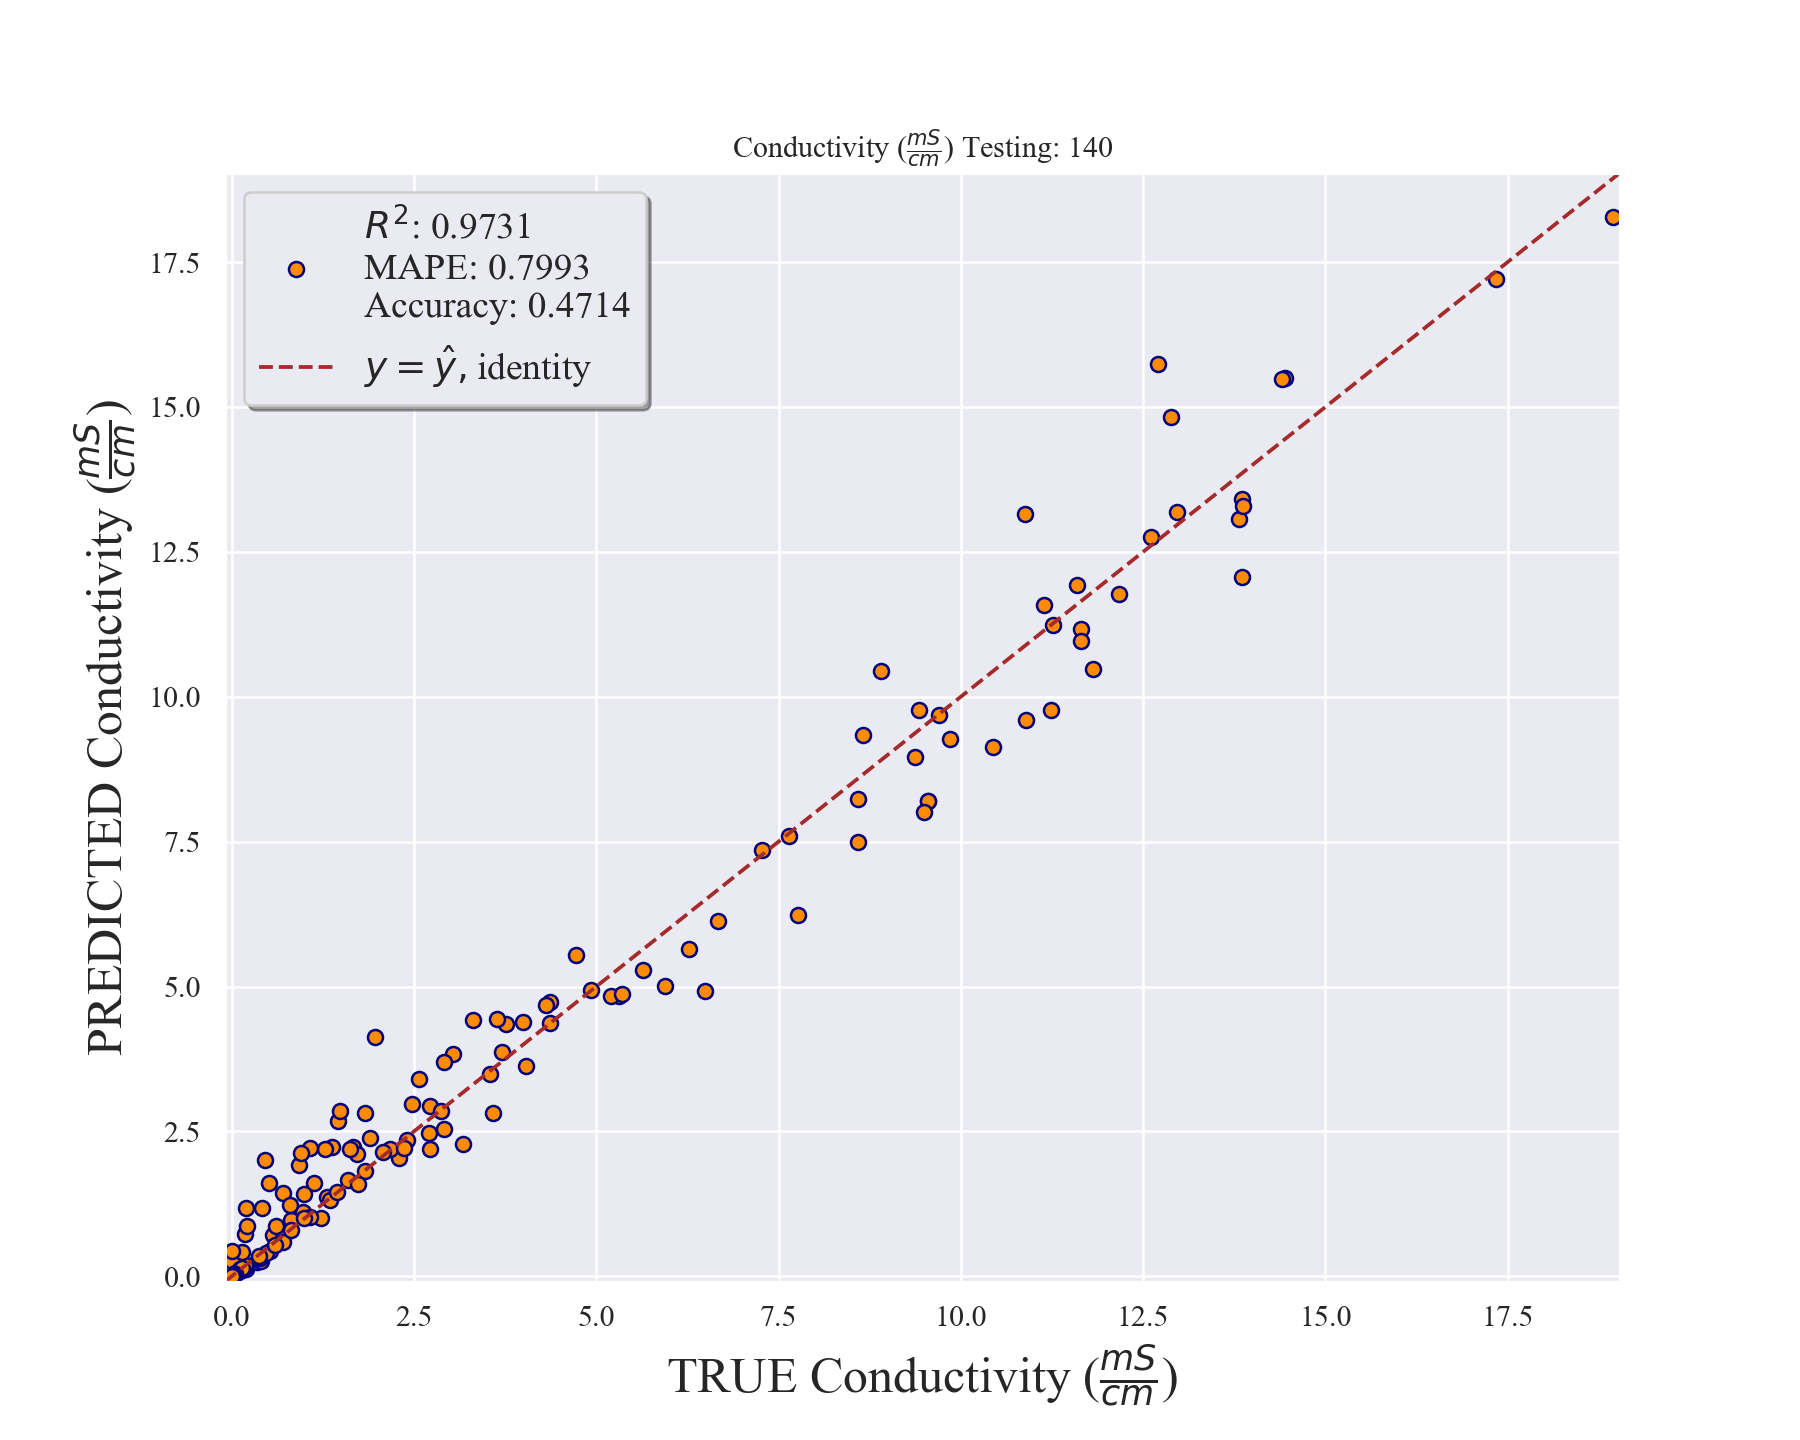 Conductivity (mS/cm) Testing: 140
R²: 0.9731
MAPE: 0.7993
Accuracy: 0.4714
y = ŷ, identity
PREDICTED Conductivity (mS/cm)
17.5
15.0
12.5
10.0
7.5
5.0
2.5
0.0
0.0 2.5 5.0 7.5 10.0 12.5 15.0 17.5
TRUE Conductivity (mS/cm)